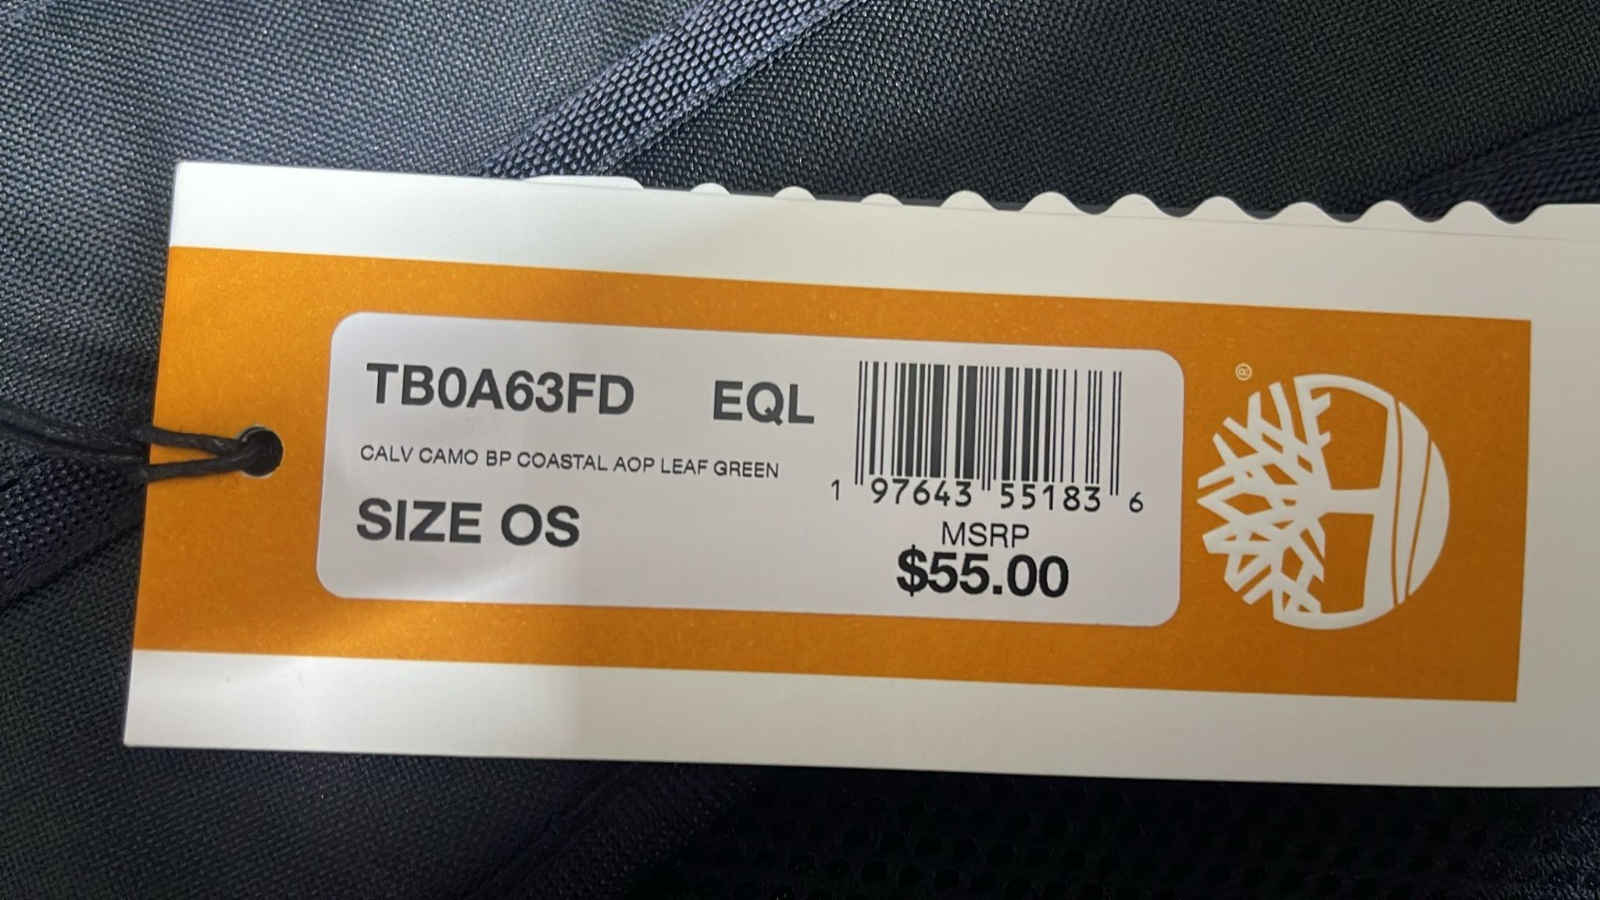 TB0A63FD EQL
CALV CAMO BP COASTAL AOP LEAF GREEN
SIZE OS
1 97643 55183 6
MSRP
$55.00
®